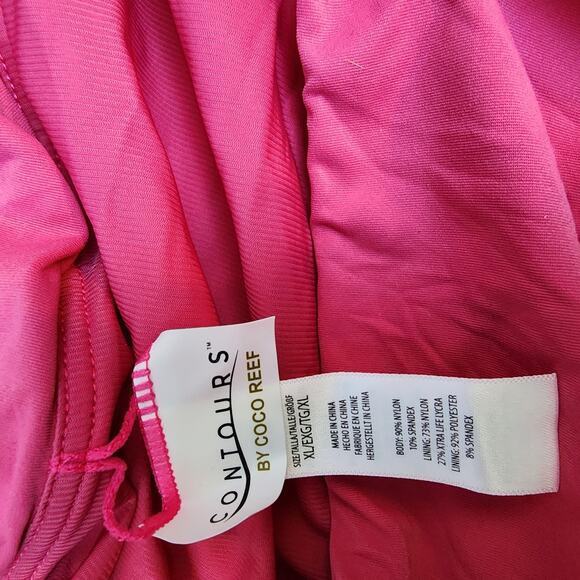 CONTOURS™
BY COCO REEF
SIZE/TALLA/TAILLE/GRÖBE
XL/EXG/TG/XL
MADE IN CHINA
HECHO EN CHINA
FABRIQUE EN CHINE
HERGESTELLT IN CHINA
BODY: 90% NYLON
10% SPANDEX
LINING: 73% NYLON
27% XTRA LIFE LYCRA
LINING: 92% POLYESTER
8% SPANDEX